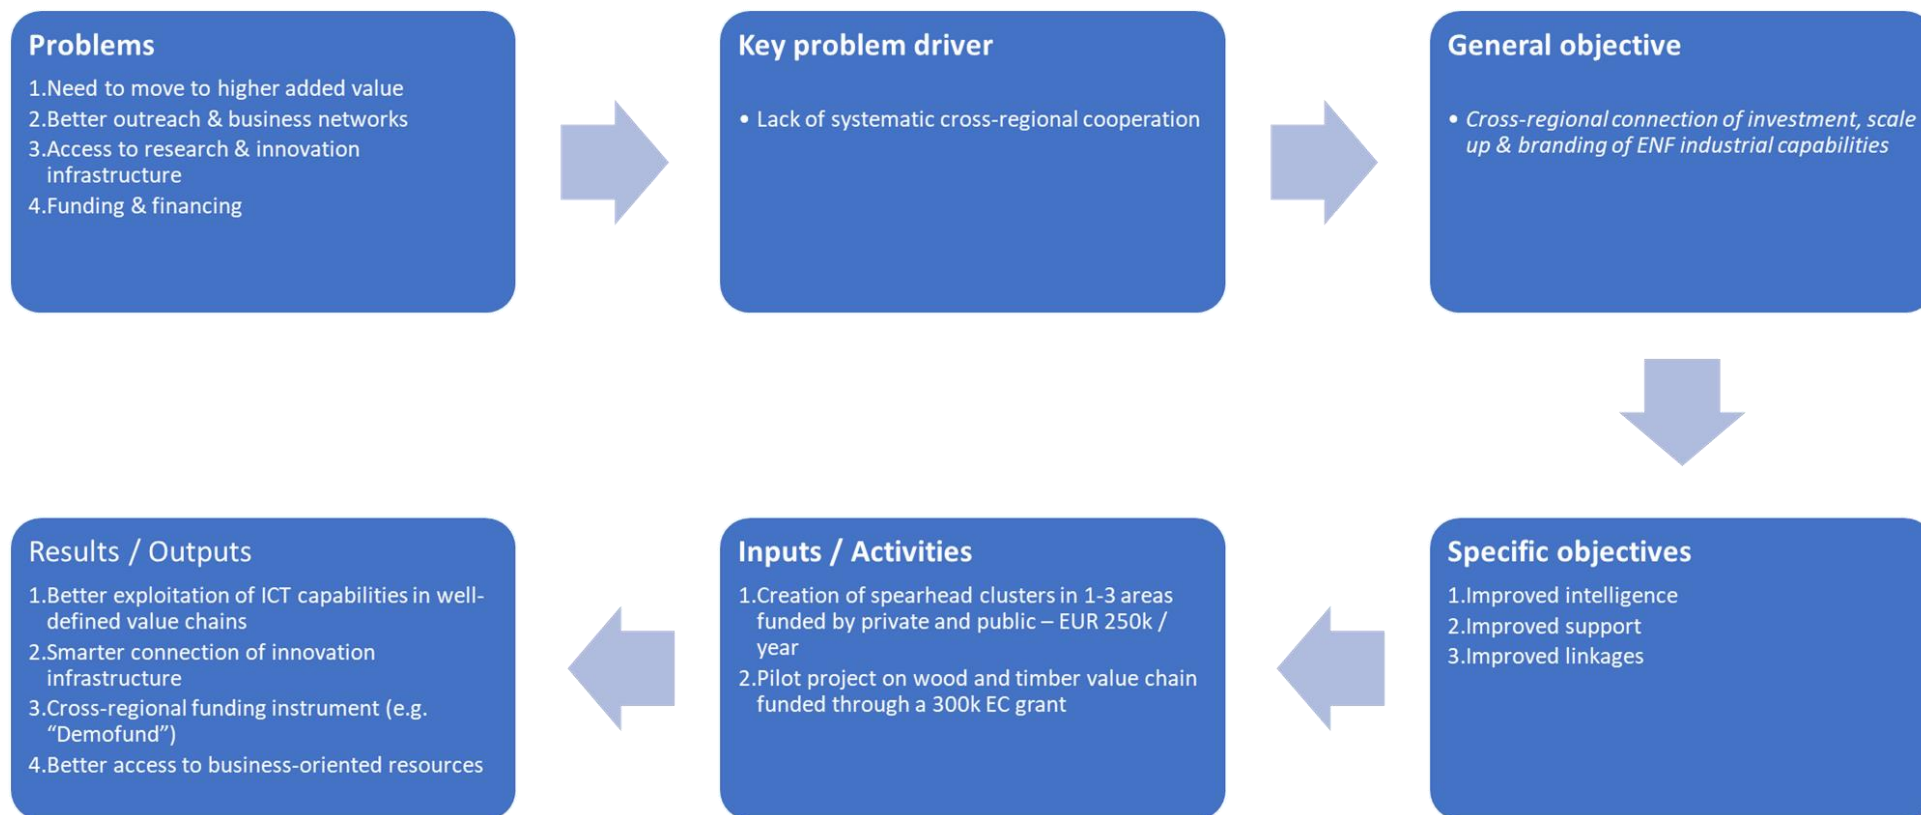 Problems
1.Need to move to higher added value
2.Better outreach & business networks
3.Access to research & innovation
infrastructure
4.Funding & financing
Key problem driver
• Lack of systematic cross-regional cooperation
General objective
• Cross-regional connection of investment, scale
up & branding of ENF industrial capabilities
Specific objectives
1.Improved intelligence
2.Improved support
3.Improved linkages
Inputs / Activities
1.Creation of spearhead clusters in 1-3 areas
funded by private and public – EUR 250k /
year
2.Pilot project on wood and timber value chain
funded through a 300k EC grant
Results / Outputs
1.Better exploitation of ICT capabilities in well-
defined value chains
2.Smarter connection of innovation
infrastructure
3.Cross-regional funding instrument (e.g.
“Demofund”)
4.Better access to business-oriented resources